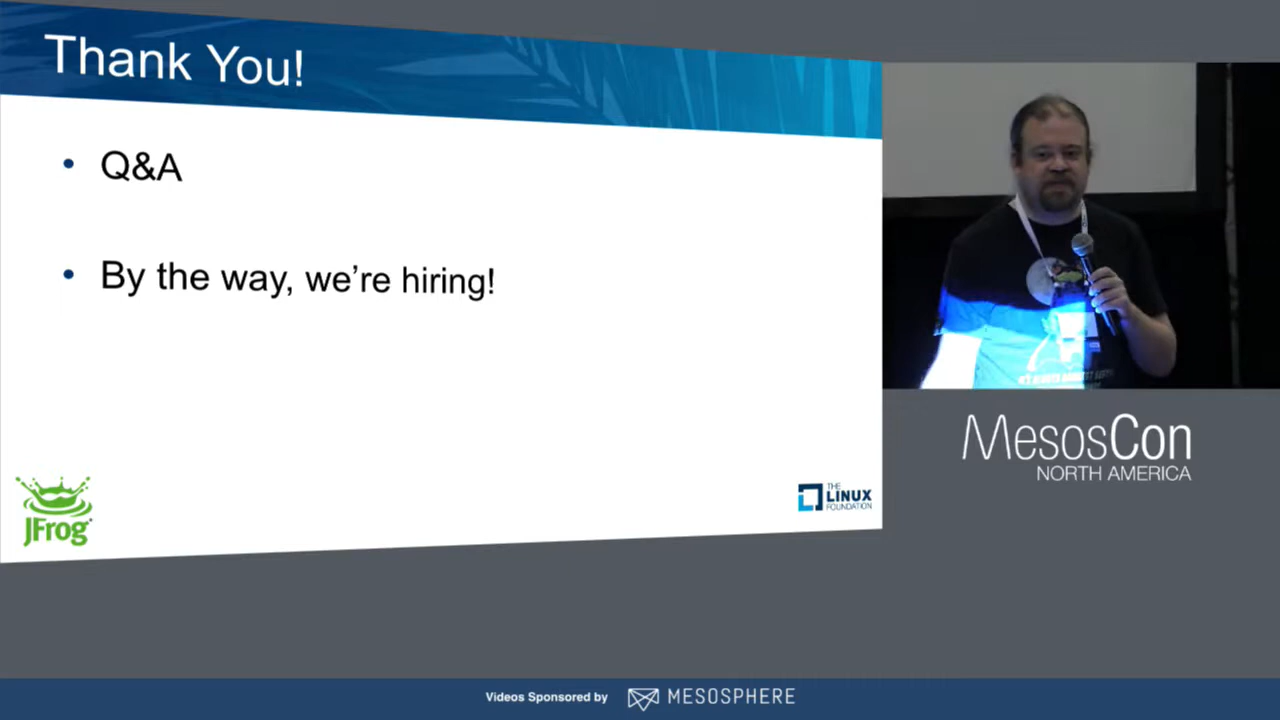 Thank You!
Q&A
By the way, we're hiring!
JFrog
THE
LINUX
FOUNDATION
MesosCon
NORTH AMERICA
Videos Sponsored by MESOSPHERE